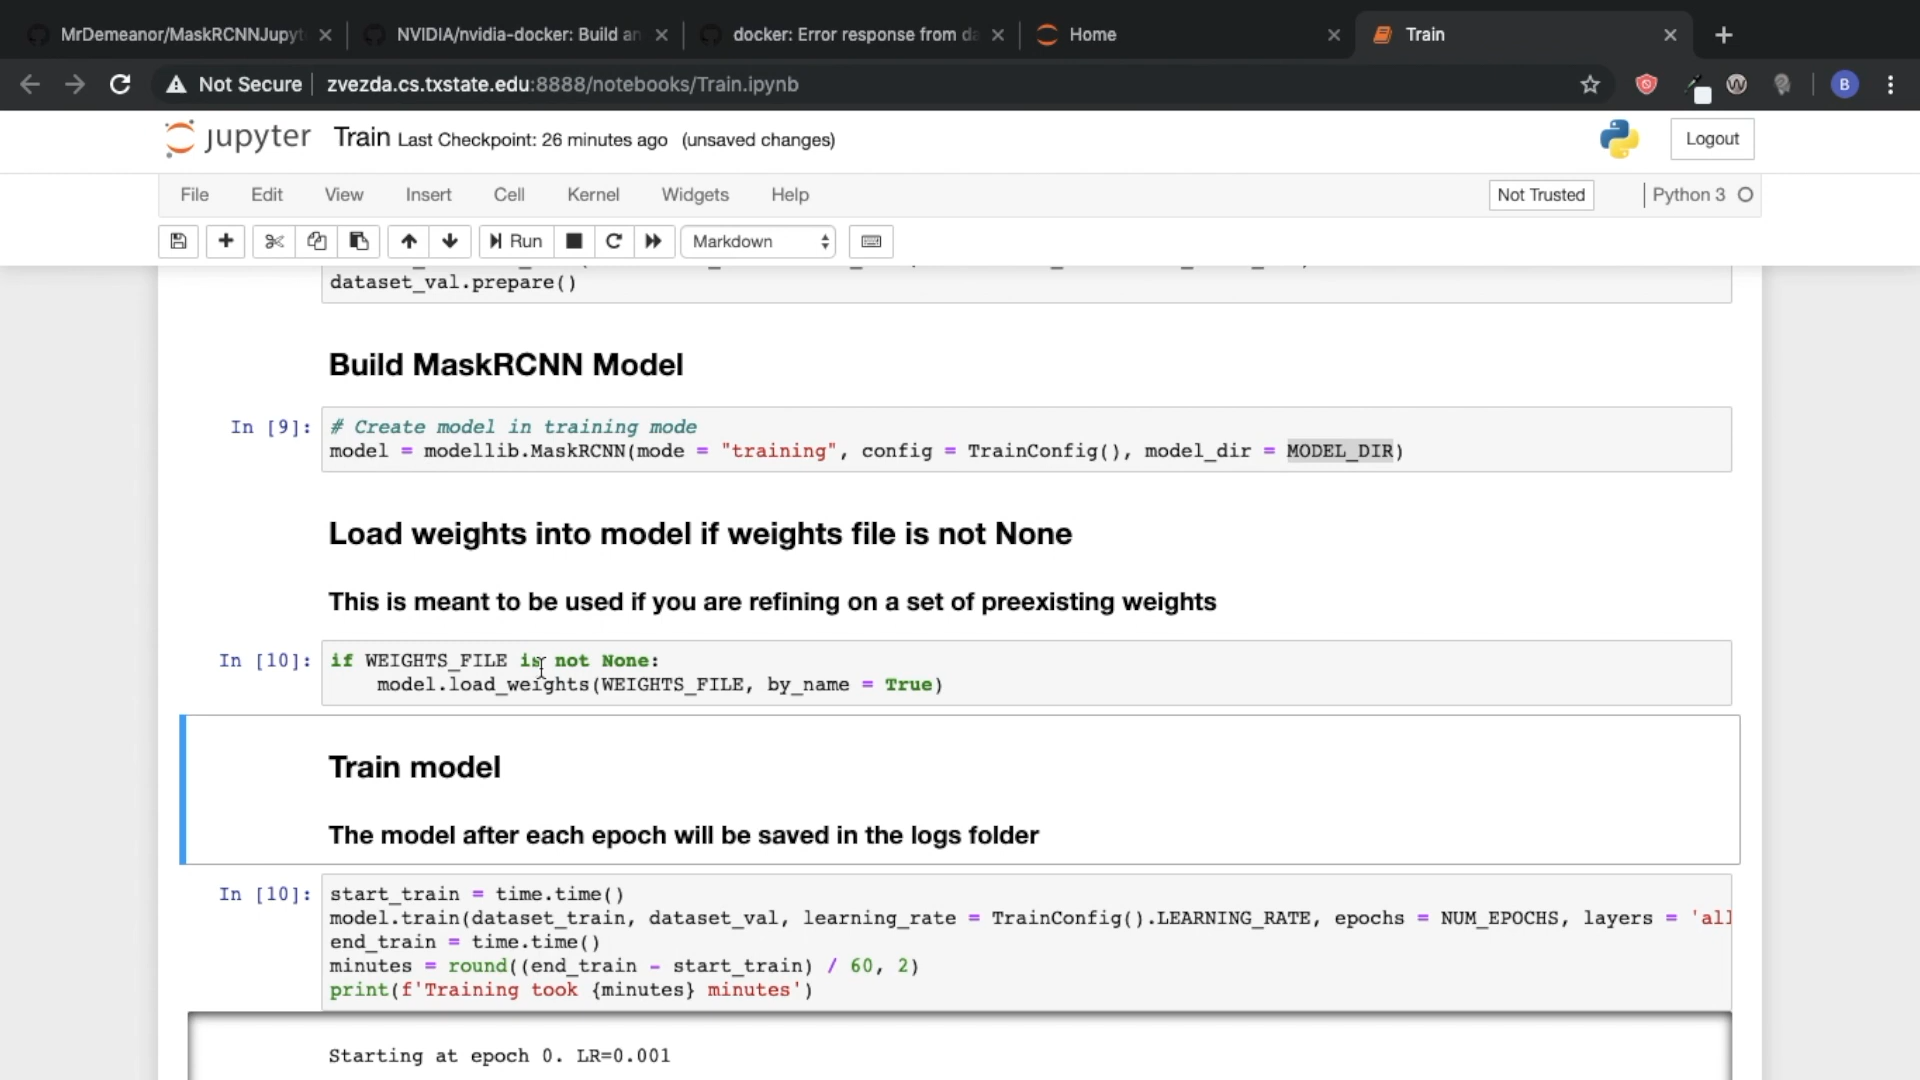 MrDemeanor/MaskRCNNJupyt
NVIDIA/nvidia-docker: Build an
docker: Error response from da
Home
Train
Not Secure
zvezda.cs.txstate.edu:8888/notebooks/Train.ipynb
B
jupyter
Train Last Checkpoint: 26 minutes ago (unsaved changes)
Logout
File Edit View Insert Cell Kernel Widgets Help
Not Trusted
Python 3
Run
Markdown
dataset_val.prepare()
Build MaskRCNN Model
In [9]:
# Create model in training mode
model = modellib.MaskRCNN(mode = "training", config = TrainConfig(), model_dir = MODEL_DIR)
Load weights into model if weights file is not None
This is meant to be used if you are refining on a set of preexisting weights
In [10]:
if WEIGHTS_FILE is not None:
model.load_weights(WEIGHTS_FILE, by_name = True)
Train model
The model after each epoch will be saved in the logs folder
In [10]:
start_train = time.time()
model.train(dataset_train, dataset_val, learning_rate = TrainConfig().LEARNING_RATE, epochs = NUM_EPOCHS, layers = 'all
end_train = time.time()
minutes = round((end_train - start_train) / 60, 2)
print(f'Training took {minutes} minutes')
Starting at epoch 0. LR=0.001